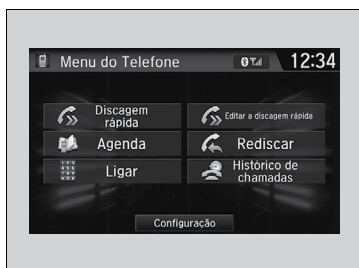 Menu do Telefone 12:34
Discagem
rápida
Editar a discagem rápida
Agenda
Rediscar
Ligar
Histórico de
chamadas
Configuração